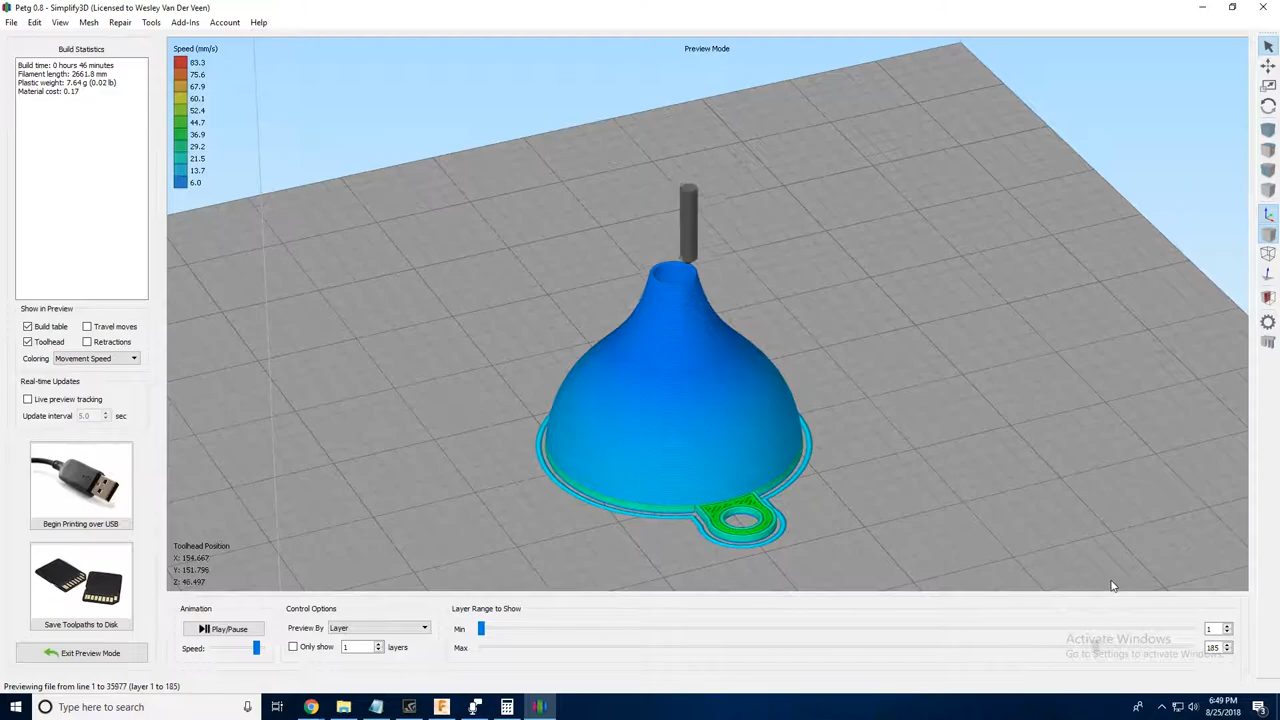 Petg 0.8 - Simplify3D (Licensed to Wesley Van Der Veen)
File Edit View Mesh Repair Tools Add-Ins Account Help
Build Statistics
Build time: 0 hours 46 minutes
Filament length: 2661.8 mm
Plastic weight: 7.64 g (0.02 lb)
Material cost: 0.17
Show in Preview
Build table Travel moves
Toolhead Retractions
Coloring Movement Speed
Real-time Updates
Live preview tracking
Update interval 5.0 sec
Begin Printing over USB
Save Toolpaths to Disk
Exit Preview Mode
Speed (mm/s)
83.3
75.6
67.9
60.1
52.4
44.7
36.9
29.2
21.5
13.7
6.0
Preview Mode
Toolhead Position
X: 154.667
Y: 151.795
Z: 46.497
Animation
Play/Pause
Speed:
Control Options
Preview By Layer
Only show 1 layers
Layer Range to Show
Min 1
Max 185
Activate Windows
Go to Settings to activate Windows.
Previewing file from line 1 to 35977 (layer 1 to 185)
Type here to search
6:49 PM
8/25/2018
3